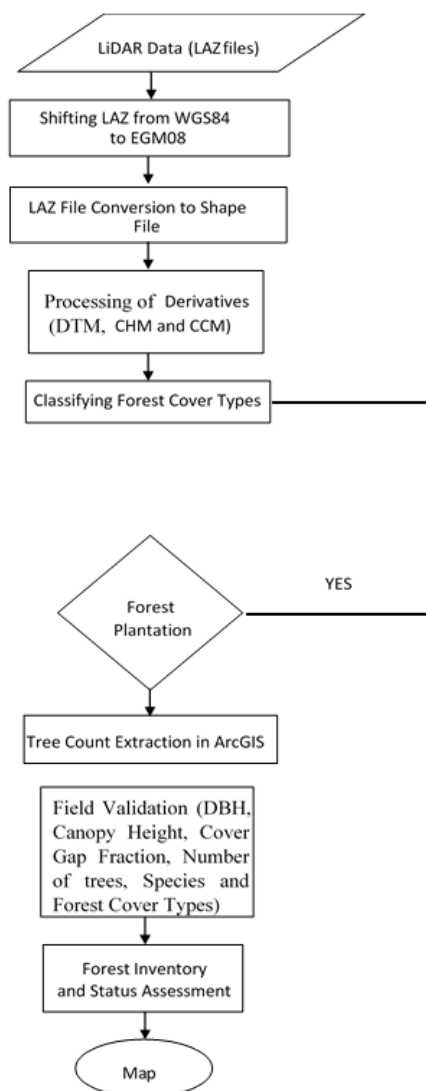 LiDAR Data (LAZ files)
Shifting LAZ from WGS84
to EGM08
LAZ File Conversion to Shape
File
Processing of Derivatives
(DTM, CHM and CCM)
Classifying Forest Cover Types
YES
Forest
Plantation
Tree Count Extraction in ArcGIS
Field Validation (DBH,
Canopy Height, Cover
Gap Fraction, Number
of trees, Species and
Forest Cover Types)
Forest Inventory
and Status Assessment
Map